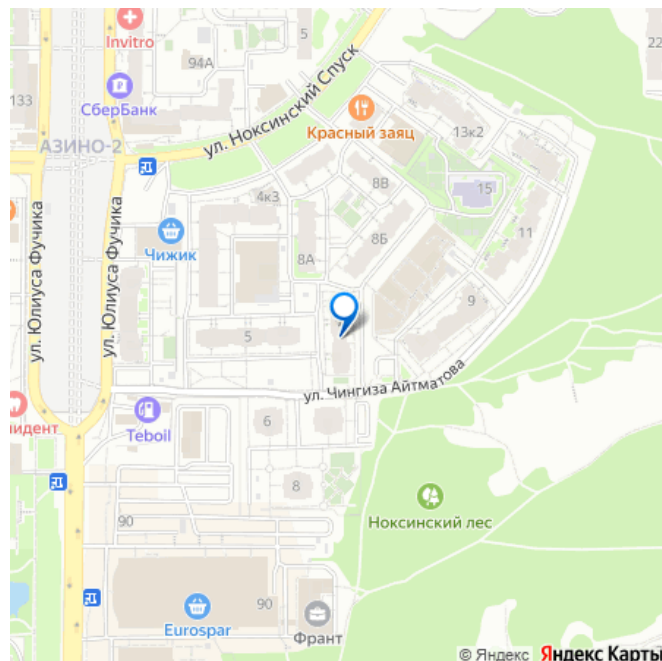 5
Invitro
94А
22
133
СберБанк
ул. Ноксинский Спуск
Красный заяц
13к2
АЗИНО-2
8В
15
4к3
ул. Юлиуса Фучика
ул. Юлиуса Фучика
Чижик
8А
8Б
11
9
5
ул. Чингиза Айтматова
идент
Teboil
6
8
Ноксинский лес
90
90
Eurospar
Франт
© Яндекс Яндекс Карты